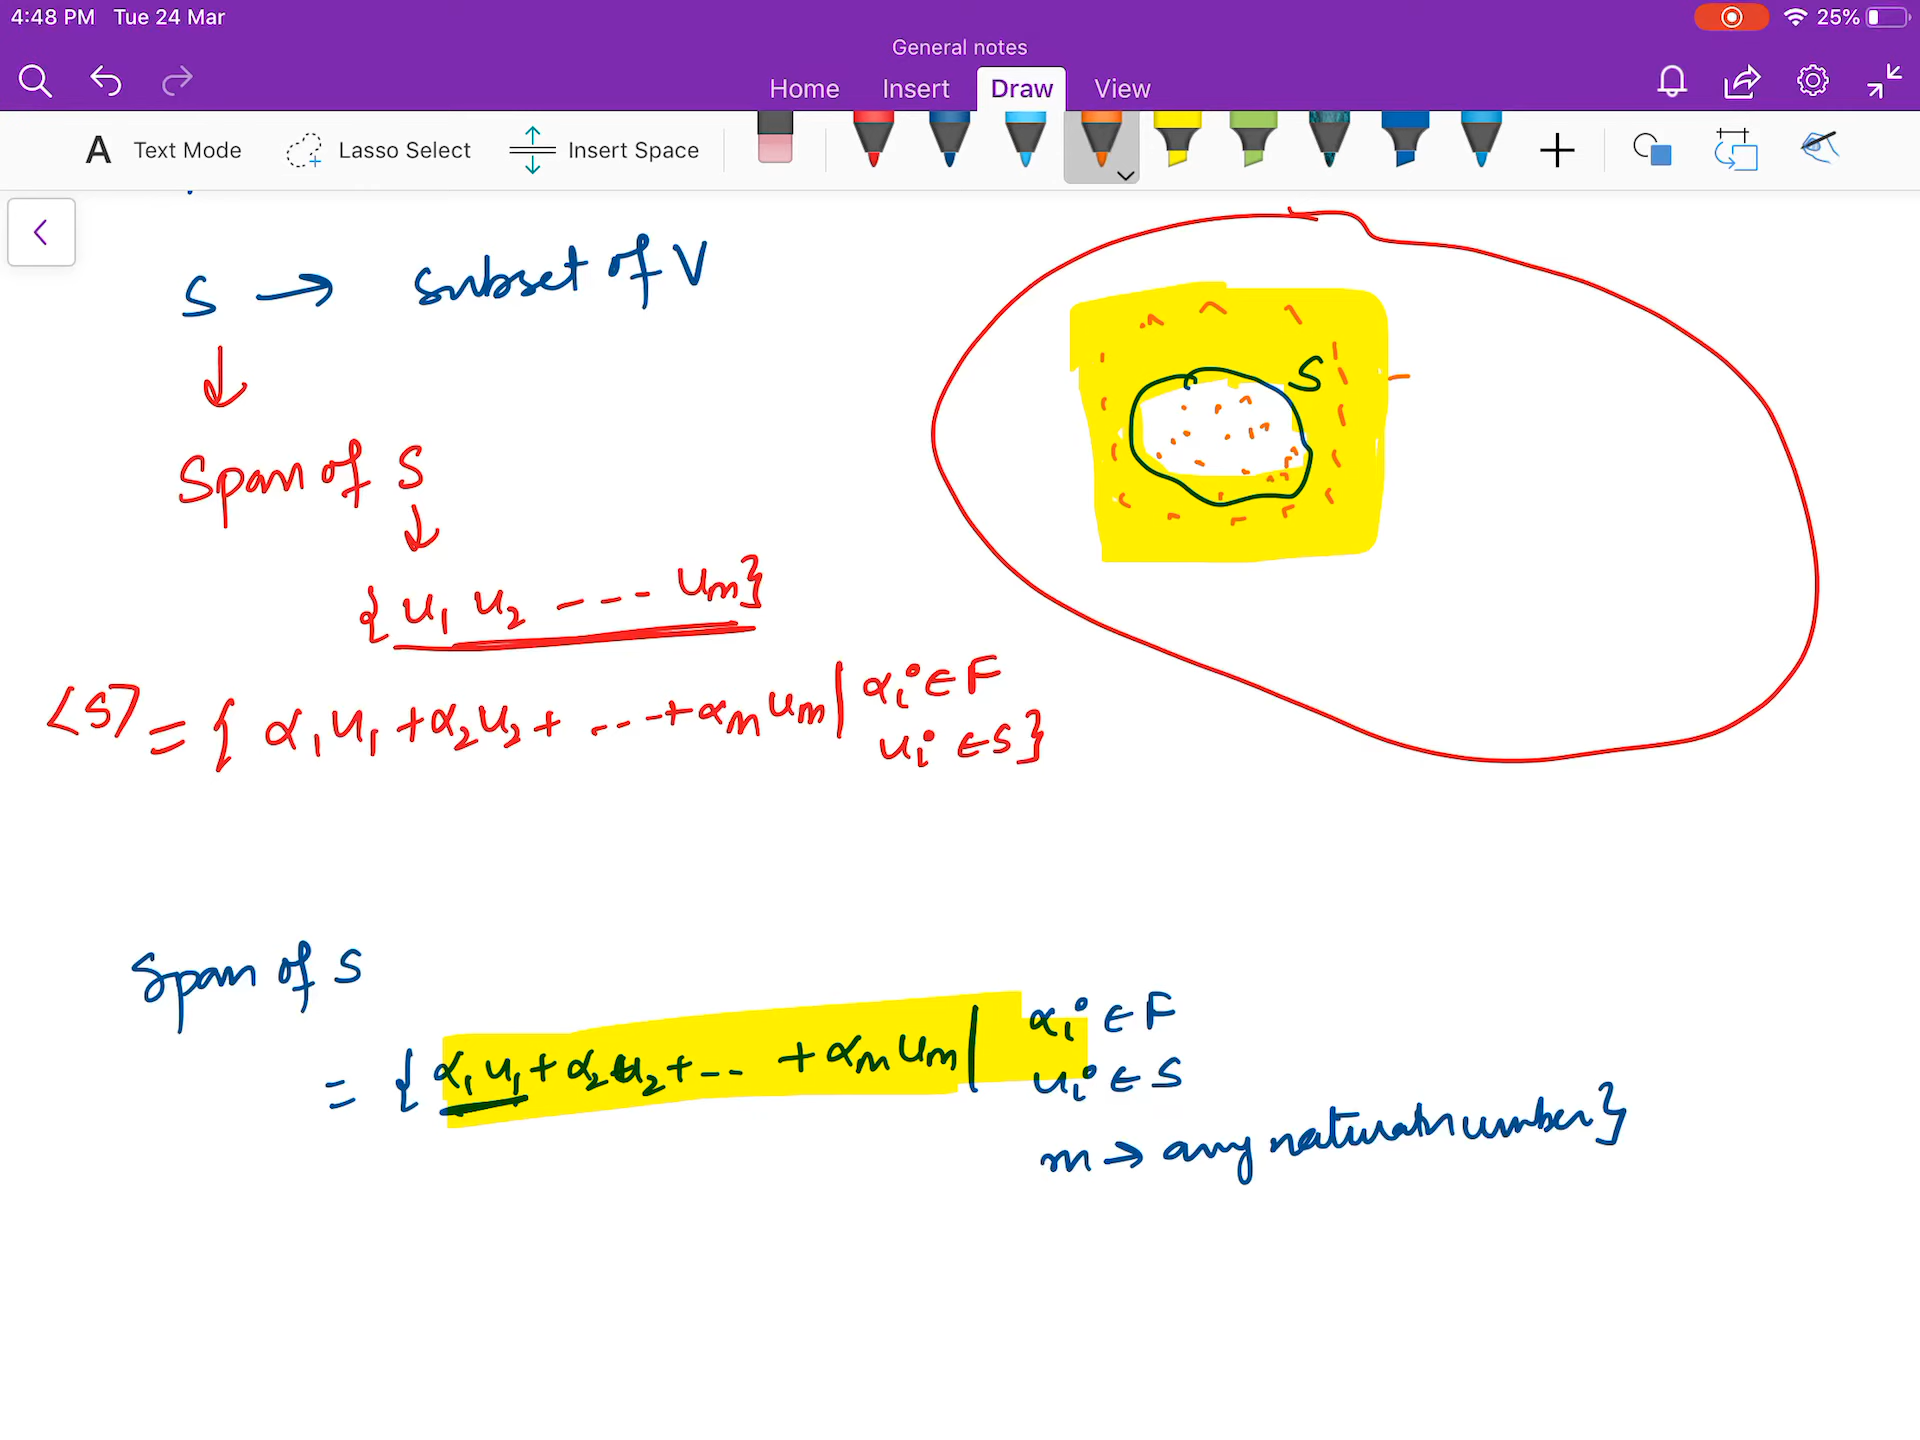 4:48 PM Tue 24 Mar
25%
General notes
Home Insert Draw View
A Text Mode Lasso Select Insert Space
S → subset of V
↓
Span of S
↓
{ u₁ u₂ ---- uₘ}
S
⟨S⟩ = { α₁u₁ + α₂u₂ + ...+ αₘuₘ | αᵢ ∈ F
uᵢ ∈ S }
Span of S
= { α₁u₁ + α₂u₂ + -- + αₘuₘ | αᵢ ∈ F
uᵢ ∈ S
m → any natural number }